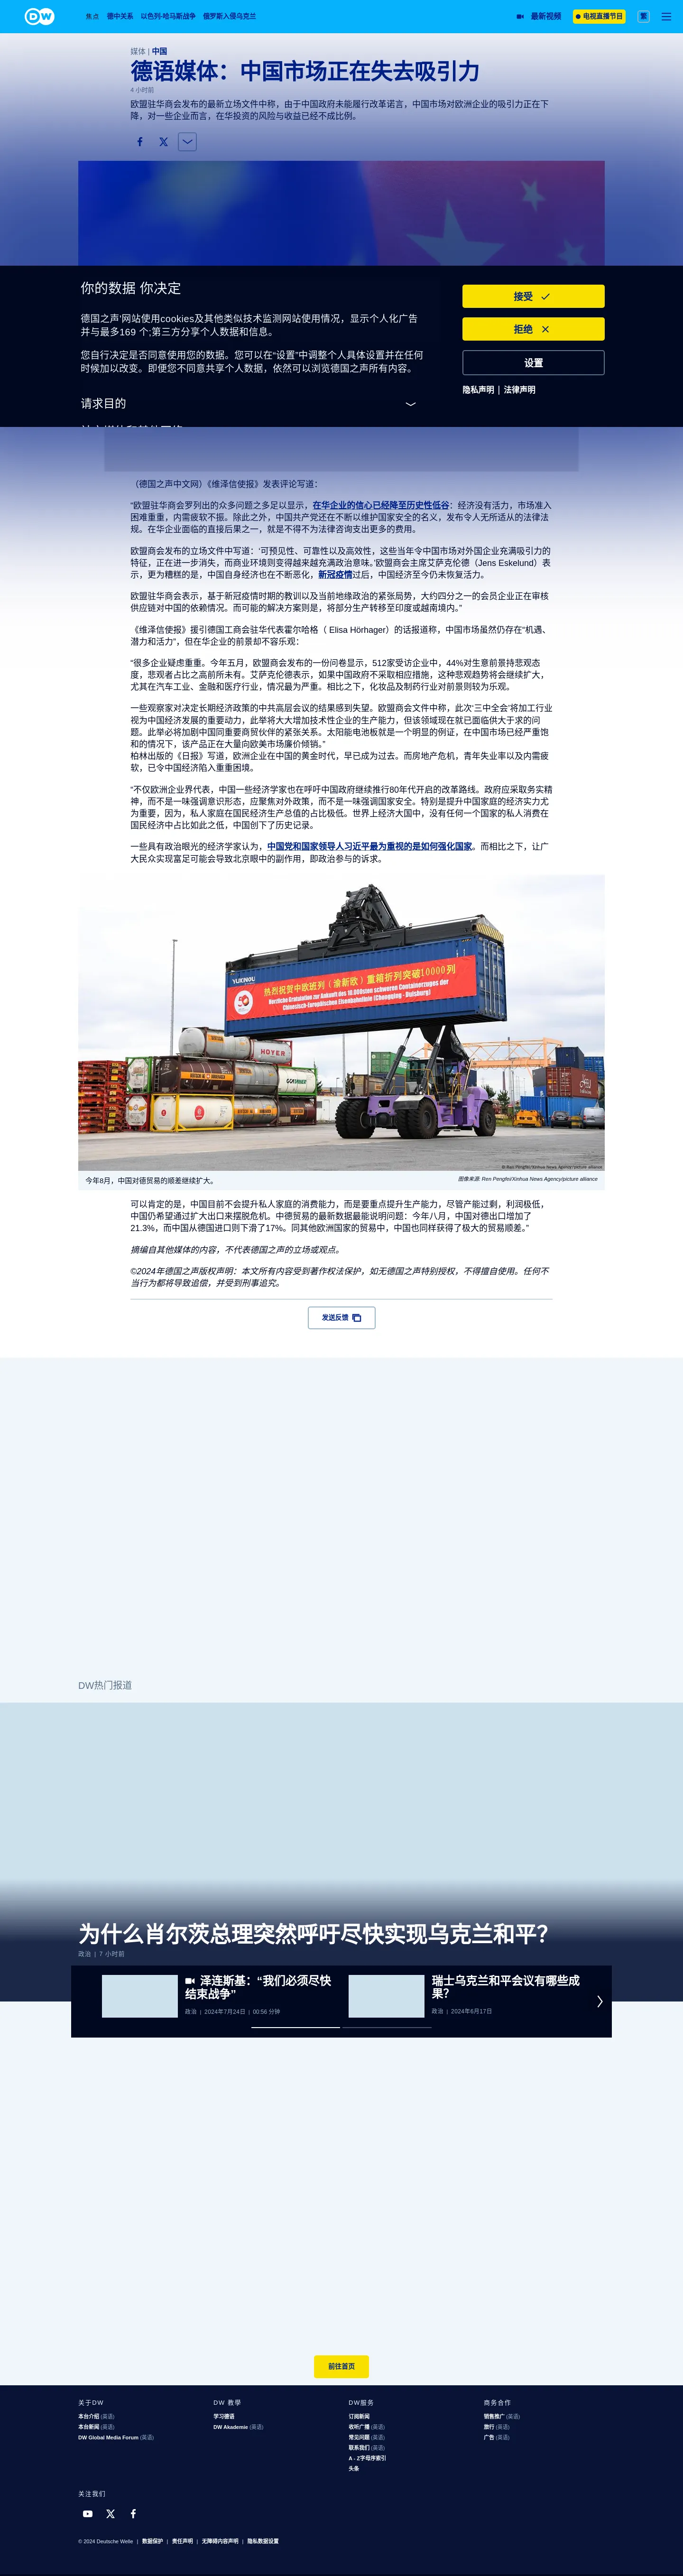 DW
焦点 德中关系 以色列-哈马斯战争 俄罗斯入侵乌克兰
最新视频 电视直播节目 繁
媒体 | 中国
德语媒体：中国市场正在失去吸引力
4 小时前
欧盟驻华商会发布的最新立场文件中称，由于中国政府未能履行改革诺言，中国市场对欧洲企业的吸引力正在下
降，对一些企业而言，在华投资的风险与收益已经不成比例。
你的数据 你决定
德国之声'网站使用cookies及其他类似技术监测网站使用情况，显示个人化广告
并与最多169 个;第三方分享个人数据和信息。
您自行决定是否同意使用您的数据。您可以在“设置”中调整个人具体设置并在任何
时候加以改变。即便您不同意共享个人数据，依然可以浏览德国之声所有内容。
请求目的
接受
拒绝
设置
隐私声明 | 法律声明
（德国之声中文网）《维泽信使报》发表评论写道：
“欧盟驻华商会罗列出的众多问题之多足以显示，在华企业的信心已经降至历史性低谷：经济没有活力，市场准入
困难重重，内需疲软不振。除此之外，中国共产党还在不断以维护国家安全的名义，发布令人无所适从的法律法
规。在华企业面临的直接后果之一，就是不得不为法律咨询支出更多的费用。
欧盟商会发布的立场文件中写道：‘可预见性、可靠性以及高效性，这些当年令中国市场对外国企业充满吸引力的
特征，正在进一步消失，而商业环境则变得越来越充满政治意味。’欧盟商会主席艾萨克伦德（Jens Eskelund）表
示，更为糟糕的是，中国自身经济也在不断恶化，新冠疫情过后，中国经济至今仍未恢复活力。
欧盟驻华商会表示，基于新冠疫情时期的教训以及当前地缘政治的紧张局势，大约四分之一的会员企业正在审核
供应链对中国的依赖情况。而可能的解决方案则是，将部分生产转移至印度或越南境内。”
《维泽信使报》援引德国工商会驻华代表霍尔哈格（ Elisa Hörhager）的话报道称，中国市场虽然仍存在“机遇、
潜力和活力”，但在华企业的前景却不容乐观：
“很多企业疑虑重重。今年五月，欧盟商会发布的一份问卷显示，512家受访企业中，44%对生意前景持悲观态
度，悲观者占比之高前所未有。艾萨克伦德表示，如果中国政府不采取相应措施，这种悲观趋势将会继续扩大，
尤其在汽车工业、金融和医疗行业，情况最为严重。相比之下，化妆品及制药行业对前景则较为乐观。
一些观察家对决定长期经济政策的中共高层会议的结果感到失望。欧盟商会文件中称，此次‘三中全会’将加工行业
视为中国经济发展的重要动力，此举将大大增加技术性企业的生产能力，但该领域现在就已面临供大于求的问
题。此举必将加剧中国同重要商贸伙伴的紧张关系。太阳能电池板就是一个明显的例证，在中国市场已经严重饱
和的情况下，该产品正在大量向欧美市场廉价倾销。”
柏林出版的《日报》写道，欧洲企业在中国的黄金时代，早已成为过去。而房地产危机，青年失业率以及内需疲
软，已令中国经济陷入重重困境。
“不仅欧洲企业界代表，中国一些经济学家也在呼吁中国政府继续推行80年代开启的改革路线。政府应采取务实精
神，而不是一味强调意识形态，应聚焦对外政策，而不是一味强调国家安全。特别是提升中国家庭的经济实力尤
为重要，因为，私人家庭在国民经济生产总值的占比极低。世界上经济大国中，没有任何一个国家的私人消费在
国民经济中占比如此之低，中国创下了历史记录。
一些具有政治眼光的经济学家认为，中国党和国家领导人习近平最为重视的是如何强化国家。而相比之下，让广
大民众实现富足可能会导致北京眼中的副作用，即政治参与的诉求。
YUXINOU
热烈祝贺中欧班列（渝新欧）重箱折列突破10000列
Herzliche Gratulation zur Ankunft des 10.000sten schweren Containerzuges der
Chinesisch-Europäischen Eisenbahnlinie (Chongqing - Duisburg)
HOYER
© Ren Pengfei/Xinhua News Agency/picture alliance
今年8月，中国对德贸易的顺差继续扩大。
图像来源: Ren Pengfei/Xinhua News Agency/picture alliance
可以肯定的是，中国目前不会提升私人家庭的消费能力，而是要重点提升生产能力，尽管产能过剩，利润极低，
中国仍希望通过扩大出口来摆脱危机。中德贸易的最新数据最能说明问题：今年八月，中国对德出口增加了
21.3%，而中国从德国进口则下滑了17%。同其他欧洲国家的贸易中，中国也同样获得了极大的贸易顺差。”
摘编自其他媒体的内容，不代表德国之声的立场或观点。
©2024年德国之声版权声明：本文所有内容受到著作权法保护，如无德国之声特别授权，不得擅自使用。任何不
当行为都将导致追偿，并受到刑事追究。
发送反馈
DW热门报道
为什么肖尔茨总理突然呼吁尽快实现乌克兰和平？
政治 | 7 小时前
泽连斯基：“我们必须尽快
结束战争”
政治 | 2024年7月24日 | 00:56 分钟
瑞士乌克兰和平会议有哪些成
果？
政治 | 2024年6月17日
前往首页
关于DW
本台介绍 (英语)
本台新闻 (英语)
DW Global Media Forum (英语)
DW 教學
学习德语
DW Akademie (英语)
DW服务
订阅新闻
收听广播 (英语)
常见问题 (英语)
联系我们 (英语)
A - Z字母序索引
头条
商务合作
销售推广 (英语)
旅行 (英语)
广告 (英语)
关注我们
© 2024 Deutsche Welle | 数据保护 | 责任声明 | 无障碍内容声明 | 隐私数据设置